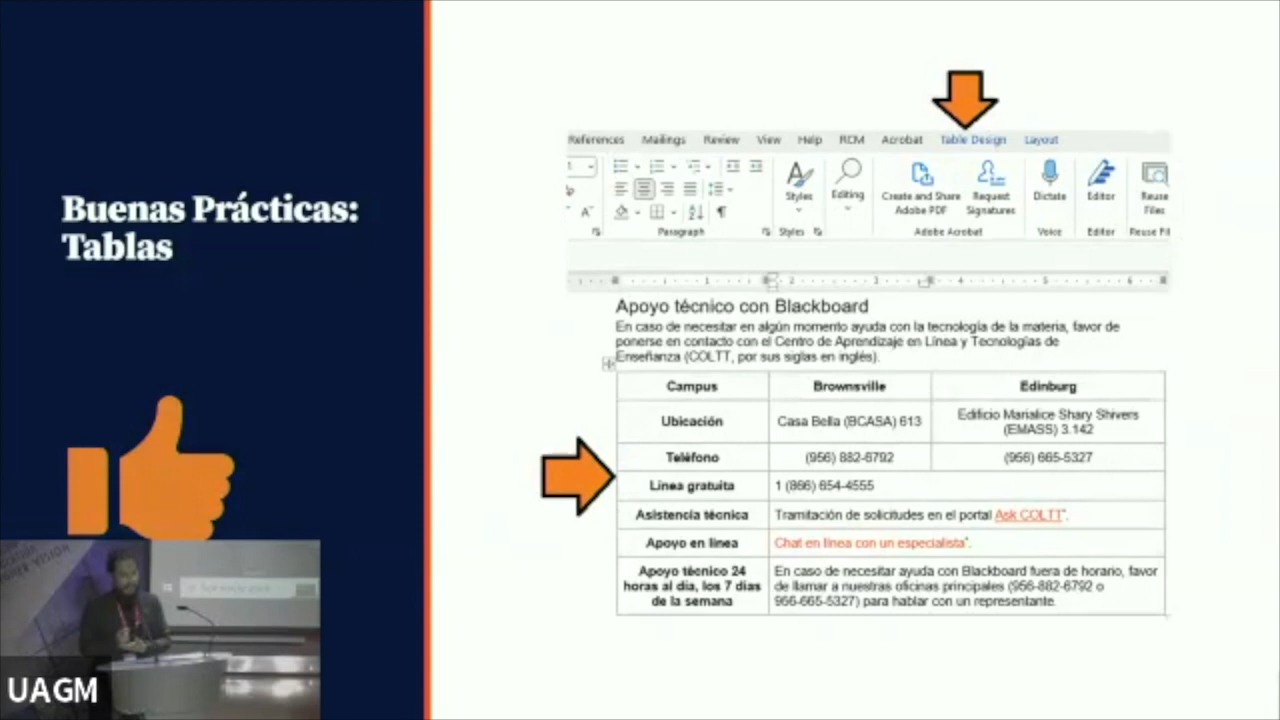 Buenas Prácticas:
Tablas
References Mailings Review View Help RCM Acrobat Table Design Layout
Styles
Editing
Create and Share
Adobe PDF
Request
Signatures
Dictate
Editor
Reuse
Files
Paragraph
Styles
Adobe Acrobat
Voice
Editor
Reuse Fil
1 2 3 4 5 6
Apoyo técnico con Blackboard
En caso de necesitar en algún momento ayuda con la tecnología de la materia, favor de
ponerse en contacto con el Centro de Aprendizaje en Línea y Tecnologías de
Enseñanza (COLTT, por sus siglas en inglés).
Campus Brownsville Edinburg
Ubicación Casa Bella (BCASA) 613 Edificio Marialice Shary Shivers
(EMASS) 3.142
Teléfono (956) 882-6792 (956) 665-5327
Línea gratuita 1 (866) 654-4555
Asistencia técnica Tramitación de solicitudes en el portal Ask COLTT*.
Apoyo en línea Chat en línea con un especialista*.
Apoyo técnico 24
horas al día, los 7 días
de la semana
En caso de necesitar ayuda con Blackboard fuera de horario, favor
de llamar a nuestras oficinas principales (956-882-6792 o
956-665-5327) para hablar con un representante.
UAGM